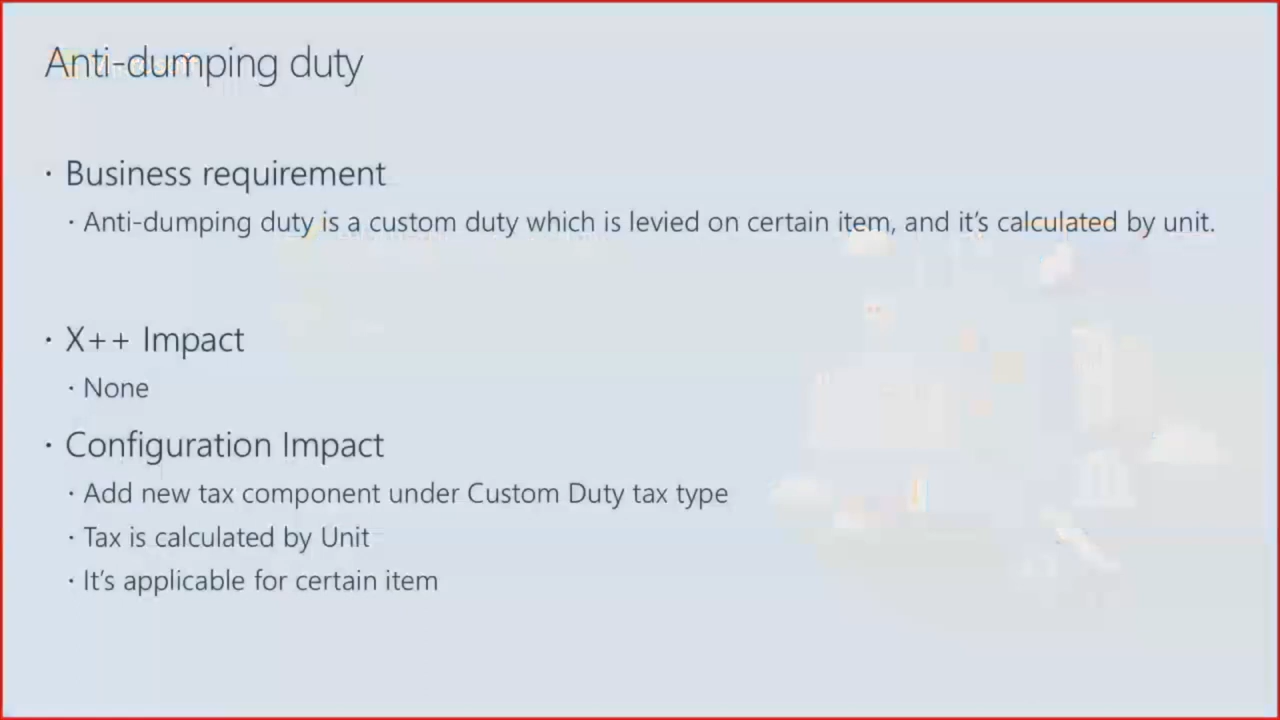 Anti-dumping duty
· Business requirement
· Anti-dumping duty is a custom duty which is levied on certain item, and it's calculated by unit.
· X++ Impact
· None
· Configuration Impact
· Add new tax component under Custom Duty tax type
· Tax is calculated by Unit
· It's applicable for certain item